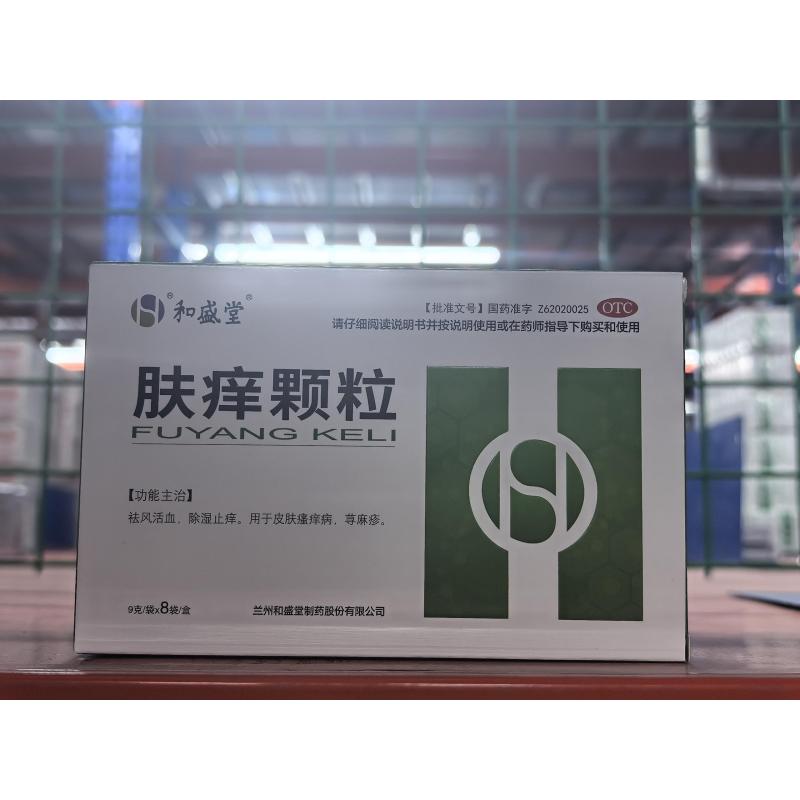 和盛堂
【批准文号】国药准字 Z62020025 OTC
请仔细阅读说明书并按说明使用或在药师指导下购买和使用
肤痒颗粒
FUYANG KELI
【功能主治】
祛风活血，除湿止痒。用于皮肤瘙痒病，荨麻疹。
9克/袋x8袋/盒
兰州和盛堂制药股份有限公司